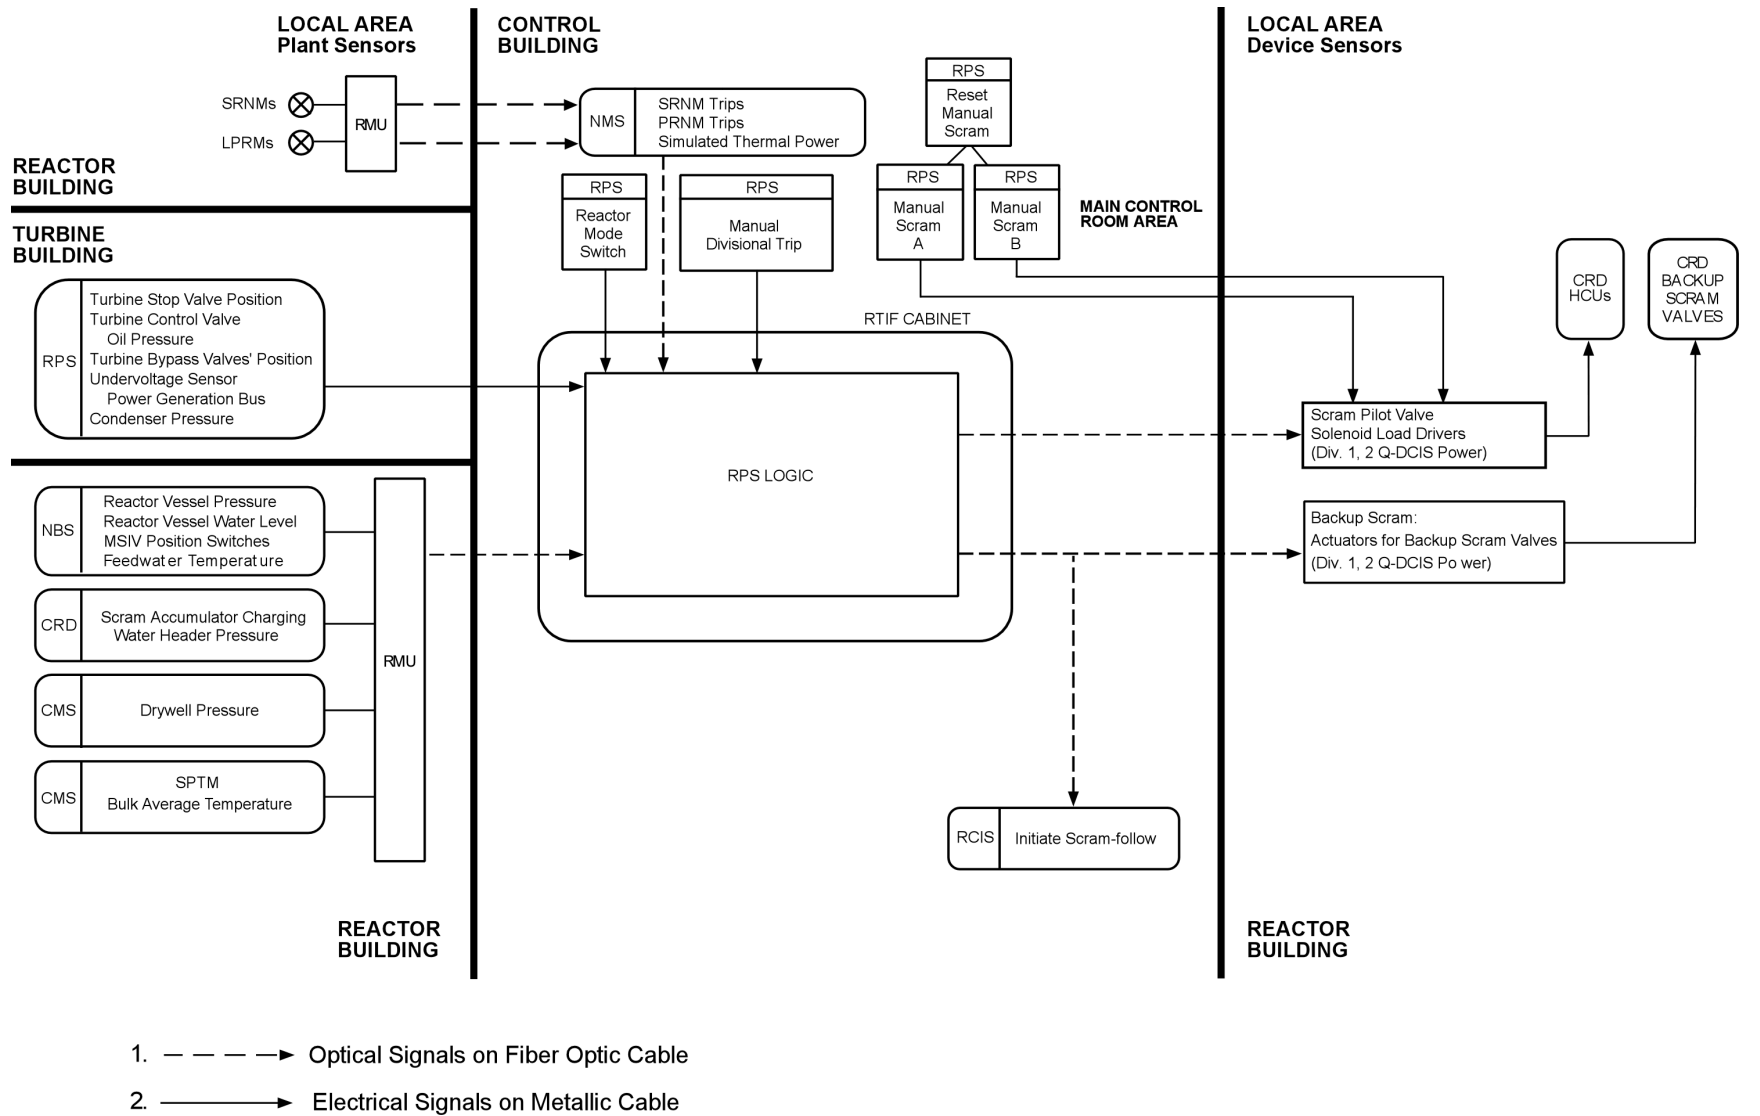 LOCAL AREA
Plant Sensors
SRNMs
LPRMs
RMU
REACTOR
BUILDING
CONTROL
BUILDING
NMS
SRNM Trips
PRNM Trips
Simulated Thermal Power
RPS
Reset
Manual
Scram
RPS
Reactor
Mode
Switch
RPS
Manual
Divisional Trip
RPS
Manual
Scram
A
RPS
Manual
Scram
B
MAIN CONTROL
ROOM AREA
LOCAL AREA
Device Sensors
TURBINE
BUILDING
RPS
Turbine Stop Valve Position
Turbine Control Valve
Oil Pressure
Turbine Bypass Valves' Position
Undervoltage Sensor
Power Generation Bus
Condenser Pressure
RTIF CABINET
RPS LOGIC
CRD
HCUs
CRD
BACKUP
SCRAM
VALVES
Scram Pilot Valve
Solenoid Load Drivers
(Div. 1, 2 Q-DCIS Power)
Backup Scram:
Actuators for Backup Scram Valves
(Div. 1, 2 Q-DCIS Po wer)
NBS
Reactor Vessel Pressure
Reactor Vessel Water Level
MSIV Position Switches
Feedwater Temperature
CRD
Scram Accumulator Charging
Water Header Pressure
CMS
Drywell Pressure
CMS
SPTM
Bulk Average Temperature
RMU
RCIS
Initiate Scram-follow
REACTOR
BUILDING
REACTOR
BUILDING
1. Optical Signals on Fiber Optic Cable
2. Electrical Signals on Metallic Cable